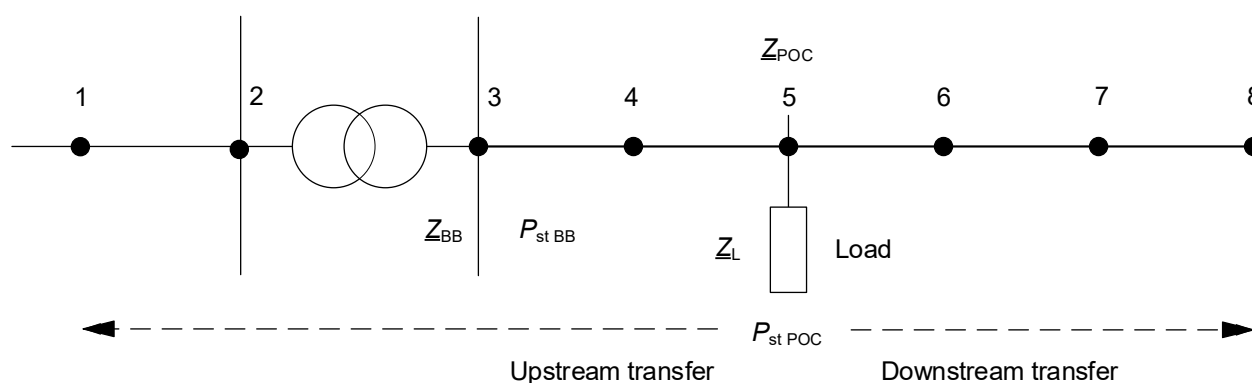 Z_POC
1 2 3 4 5 6 7 8
Z_BB P_st BB Z_L Load
P_st POC
Upstream transfer Downstream transfer